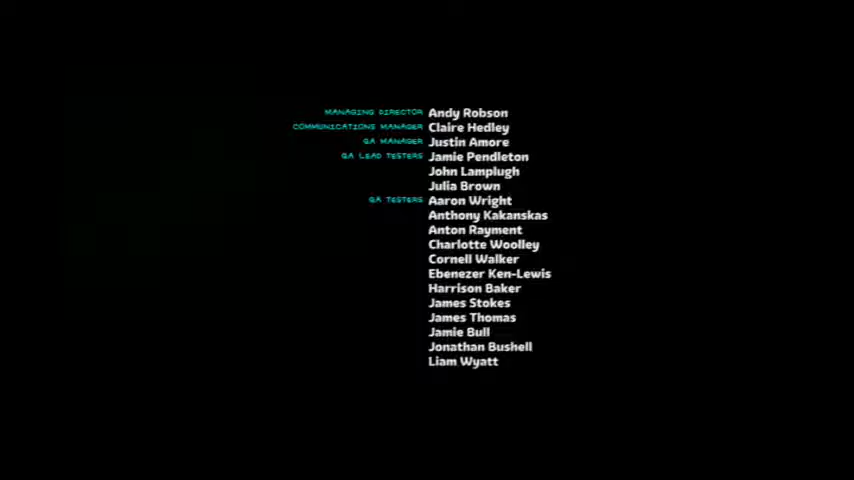 MANAGING DIRECTOR Andy Robson
COMMUNICATIONS MANAGER Claire Hedley
QA MANAGER Justin Amore
QA LEAD TESTERS Jamie Pendleton
John Lamplugh
Julia Brown
QA TESTERS Aaron Wright
Anthony Kakanskas
Anton Rayment
Charlotte Woolley
Cornell Walker
Ebenezer Ken-Lewis
Harrison Baker
James Stokes
James Thomas
Jamie Bull
Jonathan Bushell
Liam Wyatt